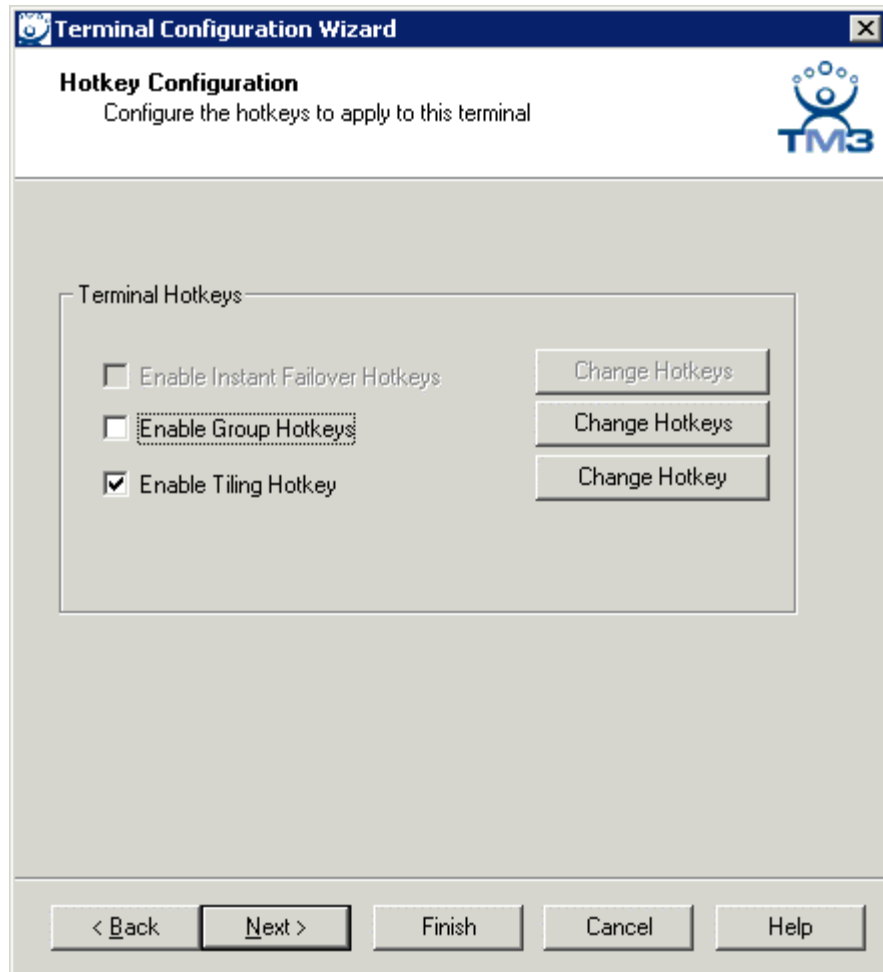 Terminal Configuration Wizard
Hotkey Configuration
Configure the hotkeys to apply to this terminal
TM3
Terminal Hotkeys
Enable Instant Failover Hotkeys
Change Hotkeys
Enable Group Hotkeys
Change Hotkeys
Enable Tiling Hotkey
Change Hotkey
< Back
Next >
Finish
Cancel
Help